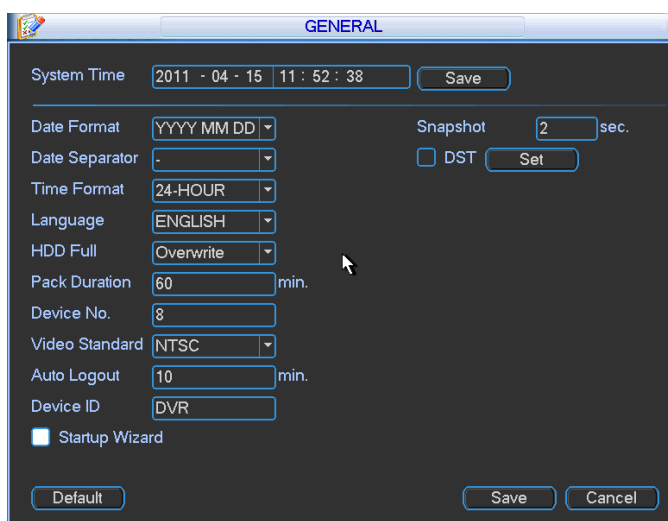 GENERAL
System Time 2011 - 04 - 15 11 : 52 : 38 Save
Date Format YYYY MM DD Snapshot 2 sec.
Date Separator - DST Set
Time Format 24-HOUR
Language ENGLISH
HDD Full Overwrite
Pack Duration 60 min.
Device No. 8
Video Standard NTSC
Auto Logout 10 min.
Device ID DVR
Startup Wizard
Default Save Cancel